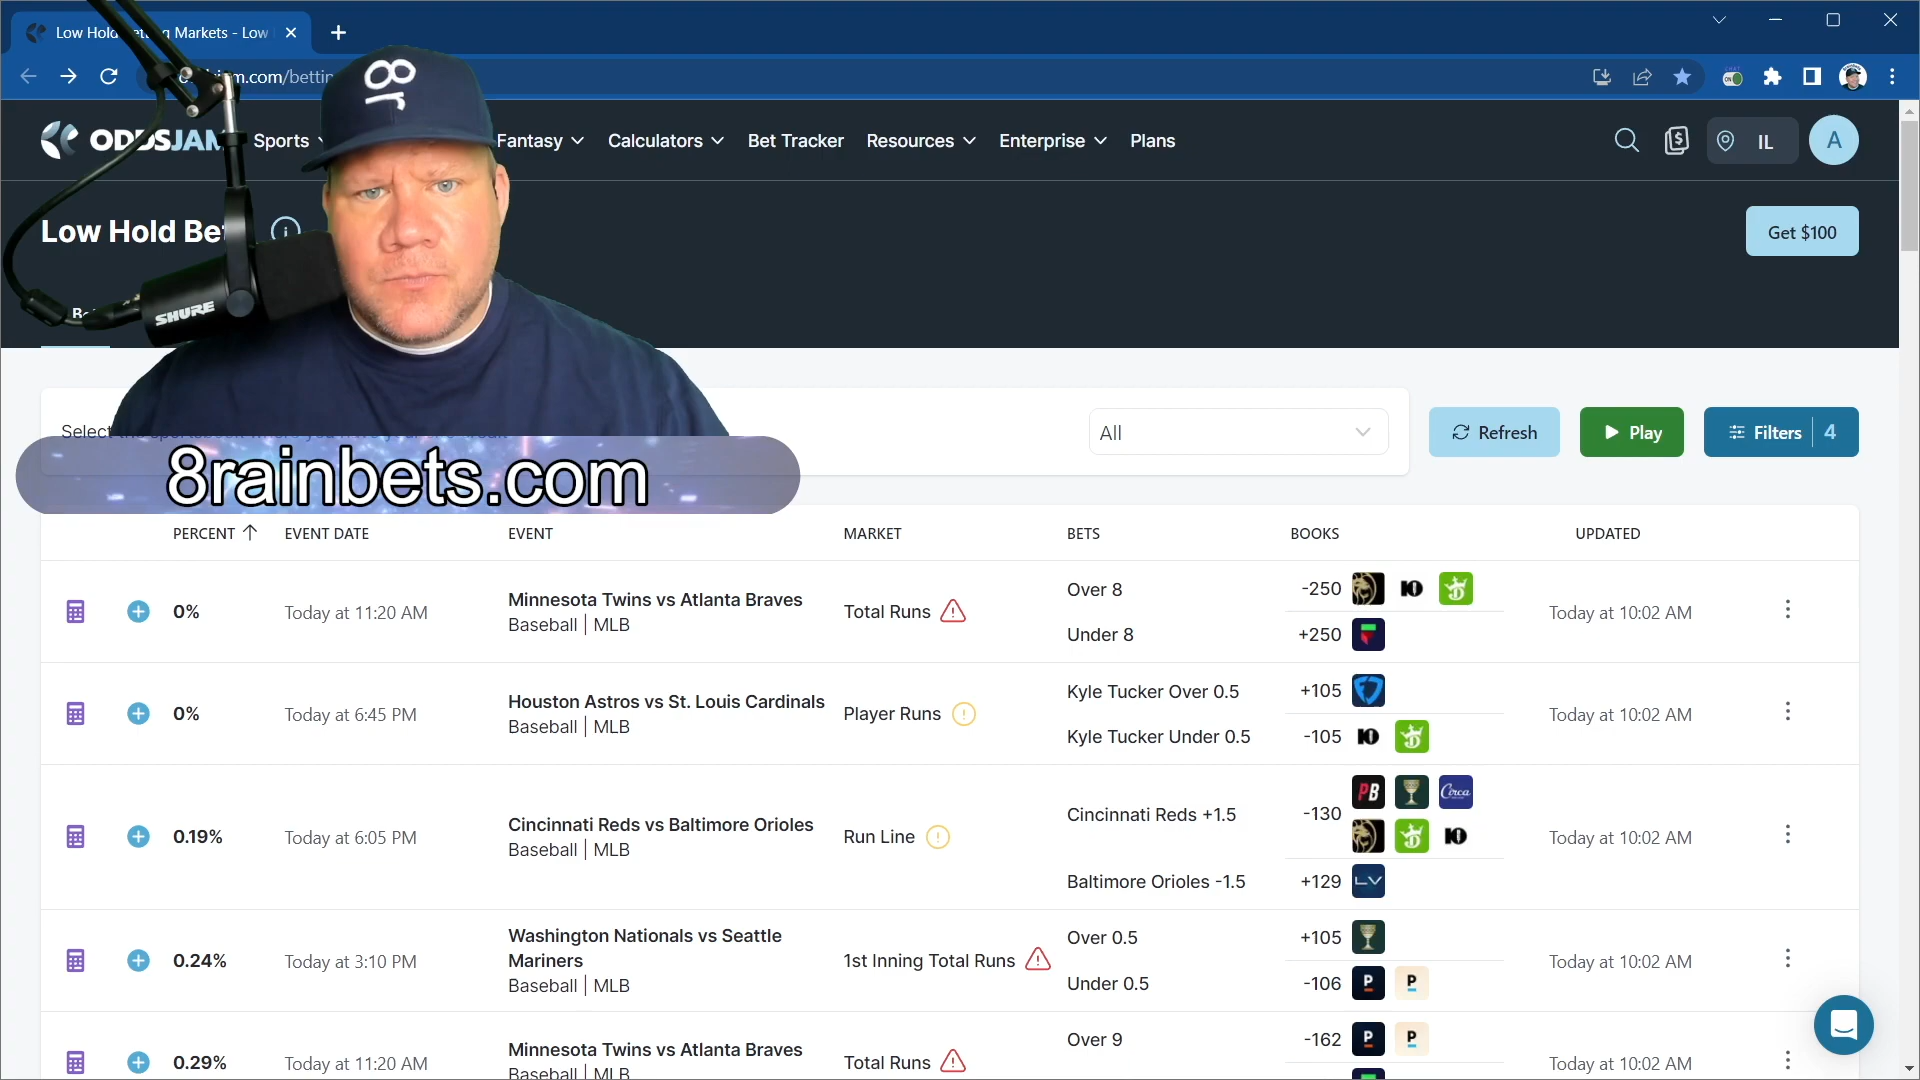 Low Hold Betting Markets - Low
ODDSJAM
Sports
Fantasy
Calculators
Bet Tracker
Resources
Enterprise
Plans
IL
A
8r
Low Hold Be
Get $100
SHURE
Select
All
Refresh
Play
Filters 4
8rainbets.com
PERCENT
EVENT DATE
EVENT
MARKET
BETS
BOOKS
UPDATED
0%
Today at 11:20 AM
Minnesota Twins vs Atlanta Braves
Baseball | MLB
Total Runs
Over 8
-250
Under 8
+250
Today at 10:02 AM
0%
Today at 6:45 PM
Houston Astros vs St. Louis Cardinals
Baseball | MLB
Player Runs
Kyle Tucker Over 0.5
+105
Kyle Tucker Under 0.5
-105
Today at 10:02 AM
0.19%
Today at 6:05 PM
Cincinnati Reds vs Baltimore Orioles
Baseball | MLB
Run Line
Cincinnati Reds +1.5
-130
PB
Circa
Baltimore Orioles -1.5
+129
LV
Today at 10:02 AM
0.24%
Today at 3:10 PM
Washington Nationals vs Seattle
Mariners
Baseball | MLB
1st Inning Total Runs
Over 0.5
+105
Under 0.5
-106
P
P
Today at 10:02 AM
0.29%
Today at 11:20 AM
Minnesota Twins vs Atlanta Braves
Baseball | MLB
Total Runs
Over 9
-162
P
P
Today at 10:02 AM